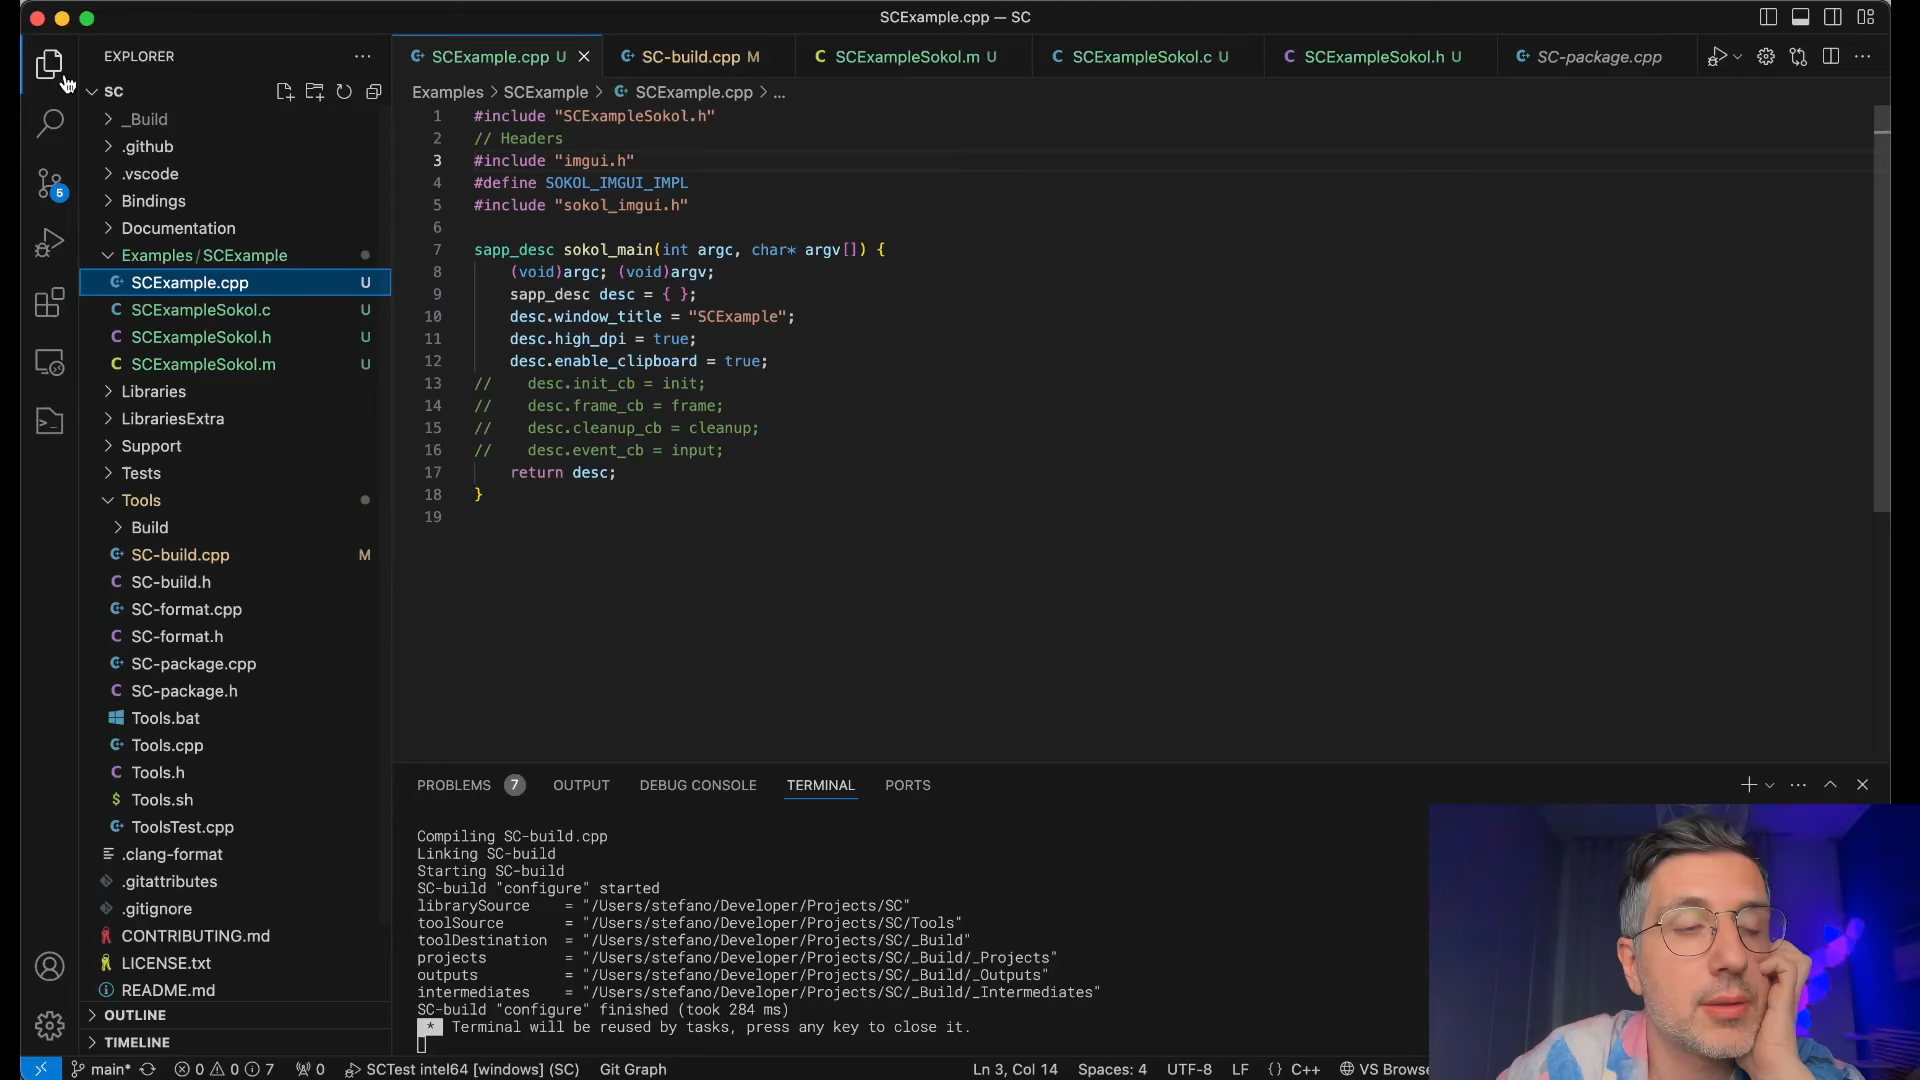 SCExample.cpp — SC
EXPLORER
SC
_Build
.github
.vscode
Bindings
Documentation
Examples / SCExample
SCExample.cpp U
SCExampleSokol.c U
SCExampleSokol.h U
SCExampleSokol.m U
Libraries
LibrariesExtra
Support
Tests
Tools
Build
SC-build.cpp M
SC-build.h
SC-format.cpp
SC-format.h
SC-package.cpp
SC-package.h
Tools.bat
Tools.cpp
Tools.h
Tools.sh
ToolsTest.cpp
.clang-format
.gitattributes
.gitignore
CONTRIBUTING.md
LICENSE.txt
README.md
OUTLINE
TIMELINE
5
SCExample.cpp U SC-build.cpp M SCExampleSokol.m U SCExampleSokol.c U SCExampleSokol.h U SC-package.cpp
Examples > SCExample > SCExample.cpp > ...
1 #include "SCExampleSokol.h"
2 // Headers
3 #include "imgui.h"
4 #define SOKOL_IMGUI_IMPL
5 #include "sokol_imgui.h"
6
7 sapp_desc sokol_main(int argc, char* argv[]) {
8 (void)argc; (void)argv;
9 sapp_desc desc = { };
10 desc.window_title = "SCExample";
11 desc.high_dpi = true;
12 desc.enable_clipboard = true;
13 // desc.init_cb = init;
14 // desc.frame_cb = frame;
15 // desc.cleanup_cb = cleanup;
16 // desc.event_cb = input;
17 return desc;
18 }
19
PROBLEMS 7 OUTPUT DEBUG CONSOLE TERMINAL PORTS
Compiling SC-build.cpp
Linking SC-build
Starting SC-build
SC-build "configure" started
librarySource = "/Users/stefano/Developer/Projects/SC"
toolSource = "/Users/stefano/Developer/Projects/SC/Tools"
toolDestination = "/Users/stefano/Developer/Projects/SC/_Build"
projects = "/Users/stefano/Developer/Projects/SC/_Build/_Projects"
outputs = "/Users/stefano/Developer/Projects/SC/_Build/_Outputs"
intermediates = "/Users/stefano/Developer/Projects/SC/_Build/_Intermediates"
SC-build "configure" finished (took 284 ms)
* Terminal will be reused by tasks, press any key to close it.
main* 0 0 7 0 SCTest intel64 [windows] (SC) Git Graph Ln 3, Col 14 Spaces: 4 UTF-8 LF {} C++ VS Browse